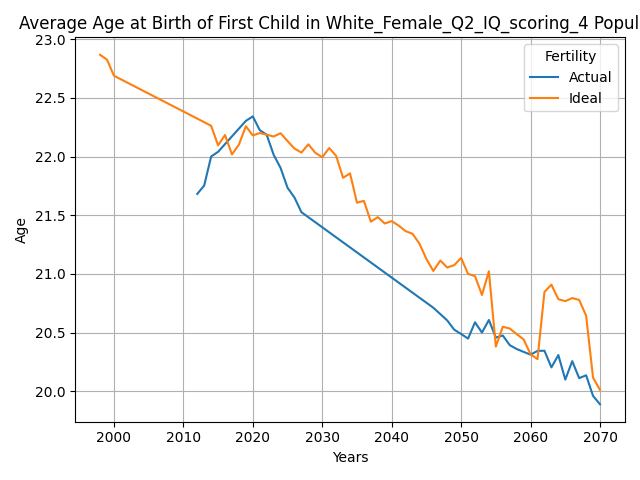 Average Age at Birth of First Child in White_Female_Q2_IQ_scoring_4 Popul
Fertility
Actual
Ideal
23.0
22.5
22.0
21.5
21.0
20.5
20.0
Age
2000 2010 2020 2030 2040 2050 2060 2070
Years